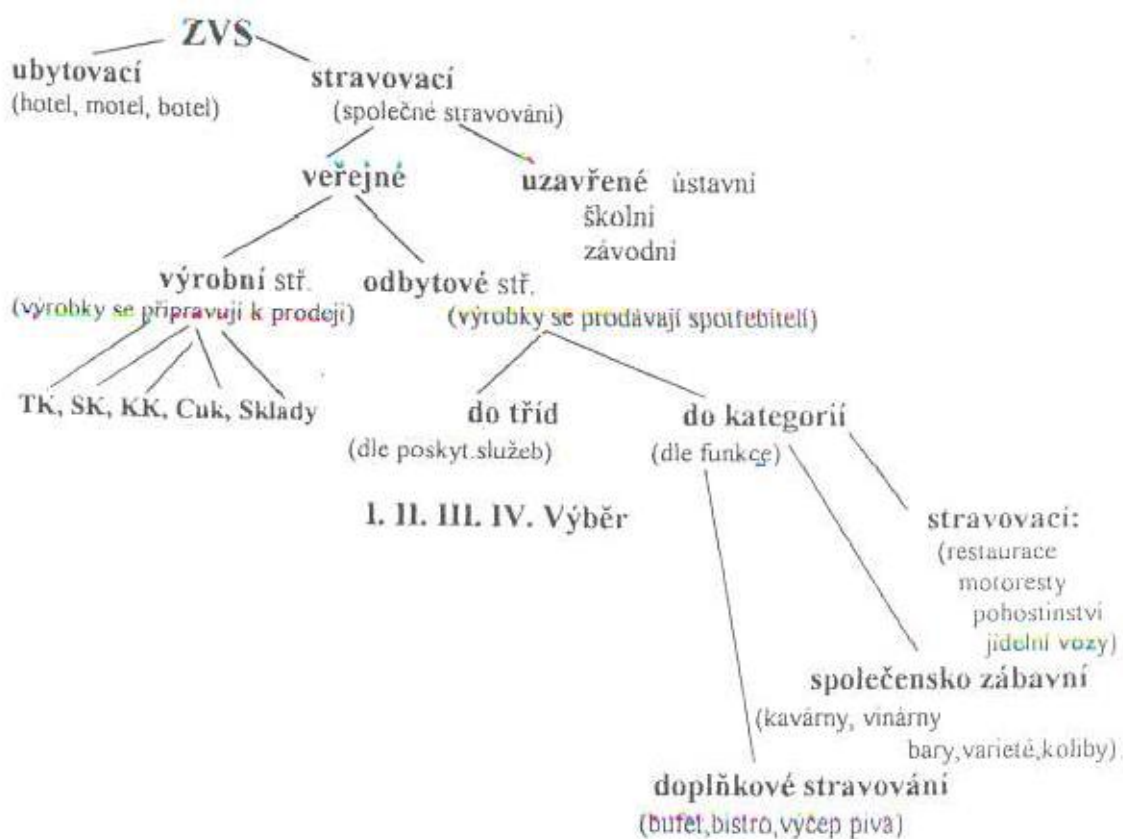 ZVS
ubytovací
(hotel, motel, botel)
stravovací
(společné stravování)
veřejné
uzavřené ústavní
školní
závodní
výrobní stř.
(výrobky se připravují k prodeji)
odbytové stř.
(výrobky se prodávají spotřebiteli)
TK, SK, KK, Cuk, Sklady
do tříd
(dle poskyt.služeb)
do kategorií
(dle funkce)
I. II. III. IV. Výběr
stravovací:
(restaurace
motoresty
pohostinství
jídelní vozy)
společensko zábavní
(kavárny, vinárny
bary,varieté,koliby)
doplňkové stravování
(bufet,bistro,výčep piva)